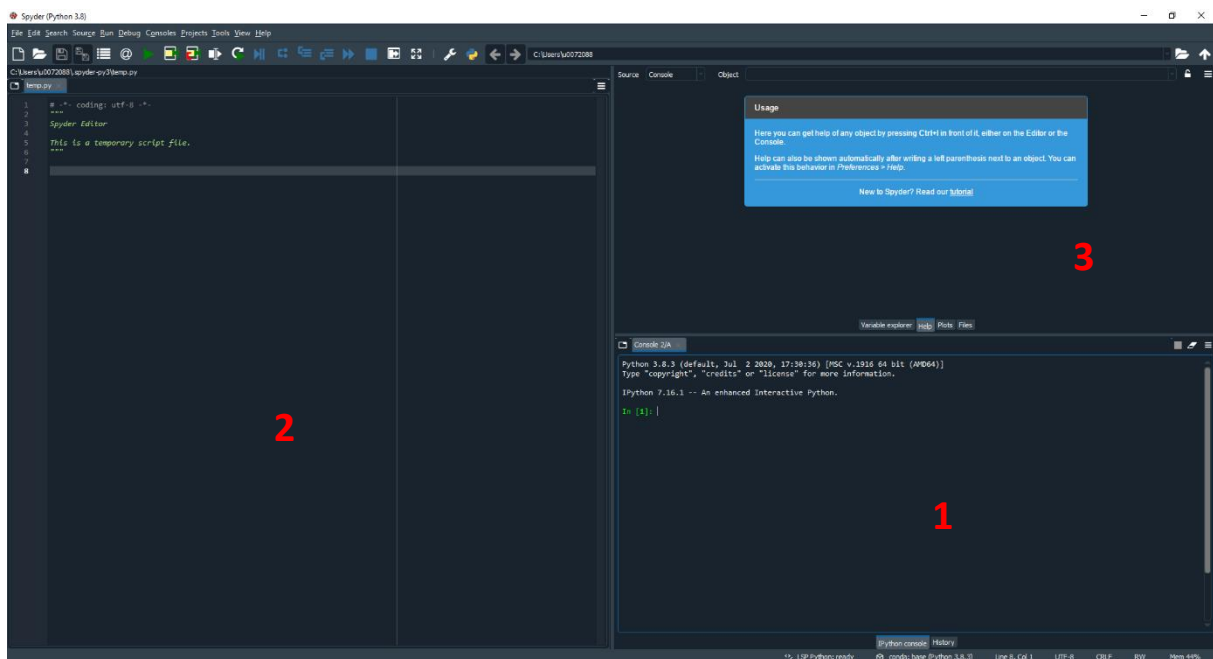 Spyder (Python 3.8)
File Edit Search Source Run Debug Consoles Projects Tools View Help
C:\Users\u0072088
C:\Users\u0072088\.spyder-py3\temp.py
temp.py
1 # -*- coding: utf-8 -*-
2 """
3 Spyder Editor
4
5 This is a temporary script file.
6 """
7
8
2
Source Console Object
Usage
Here you can get help of any object by pressing Ctrl+I in front of it, either on the Editor or the
Console.
Help can also be shown automatically after writing a left parenthesis next to an object. You can
activate this behavior in Preferences > Help.
New to Spyder? Read our tutorial
3
Variable explorer Help Plots Files
Console 2/A
Python 3.8.3 (default, Jul 2 2020, 17:30:36) [MSC v.1916 64 bit (AMD64)]
Type "copyright", "credits" or "license" for more information.
IPython 7.16.1 -- An enhanced Interactive Python.
In [1]:
1
IPython console History
LSP Python: ready conda: base (Python 3.8.3) Line 8, Col 1 UTF-8 CRLF RW Mem 44%